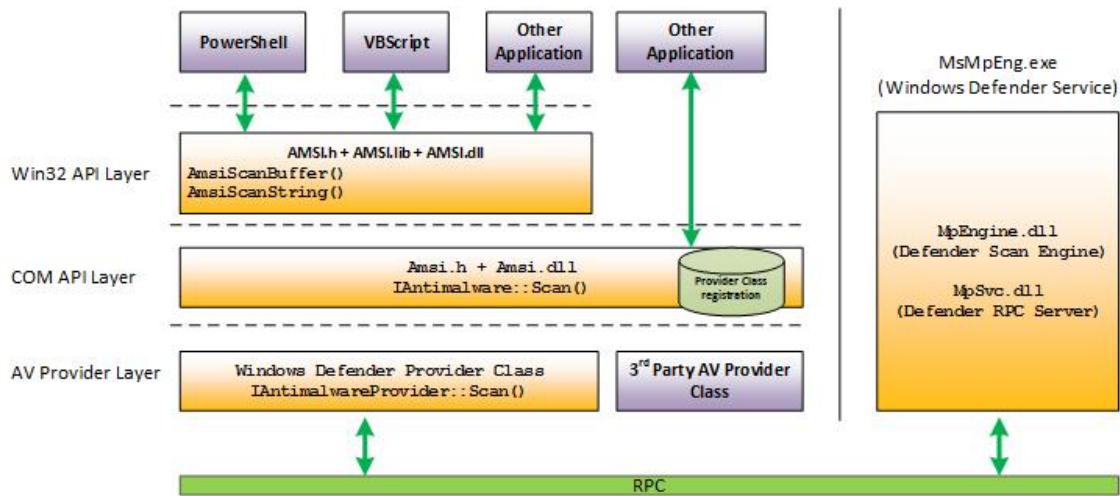 PowerShell
VBScript
Other
Application
Other
Application
MsMpEng.exe
(Windows Defender Service)
Win32 API Layer
AMSI.h + AMSI.lib + AMSI.dll
AmsiScanBuffer()
AmsiScanString()
COM API Layer
Amsi.h + Amsi.dll
IAntimalware::Scan()
Provider Class
registration
MpEngine.dll
(Defender Scan Engine)
MpSvc.dll
(Defender RPC Server)
AV Provider Layer
Windows Defender Provider Class
IAntimalwareProvider::Scan()
3rd Party AV Provider
Class
RPC